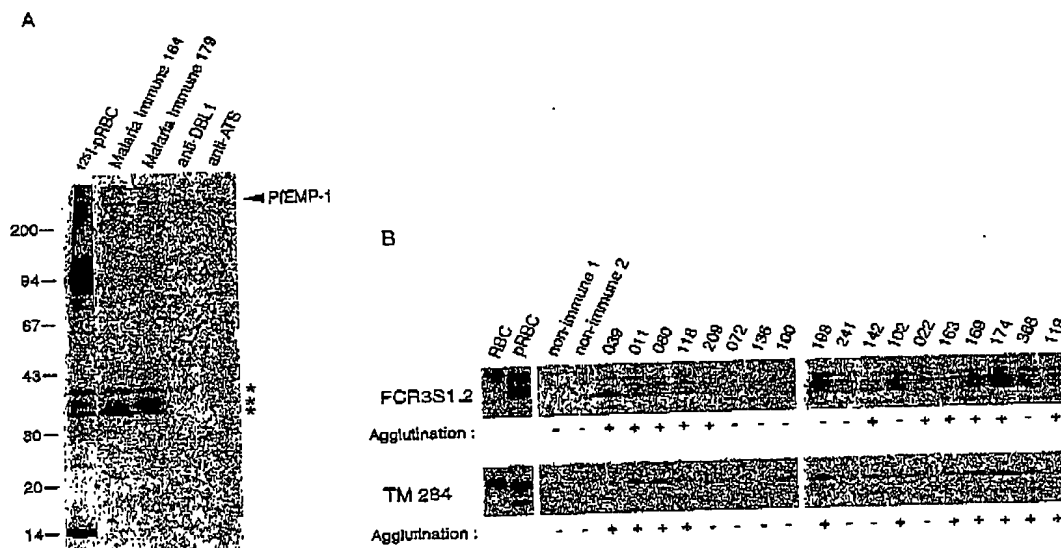 A
¹²⁵I-pRBC
Malaria Immune 164
Malaria Immune 179
anti-DBL1
anti-ATS
PfEMP-1
200
94
67
43
*
**
30
20
14
B
RBC pRBC non-immune 1 non-immune 2 039 011 080 118 209 072 136 100 241 142 102 022 163 169 174 368 119
FCR3S1.2
Agglutination : - - + + + + + - - - - - + + + + + - +
TM 284
Agglutination : - - + + + + - - - - + - - + - + + + + +